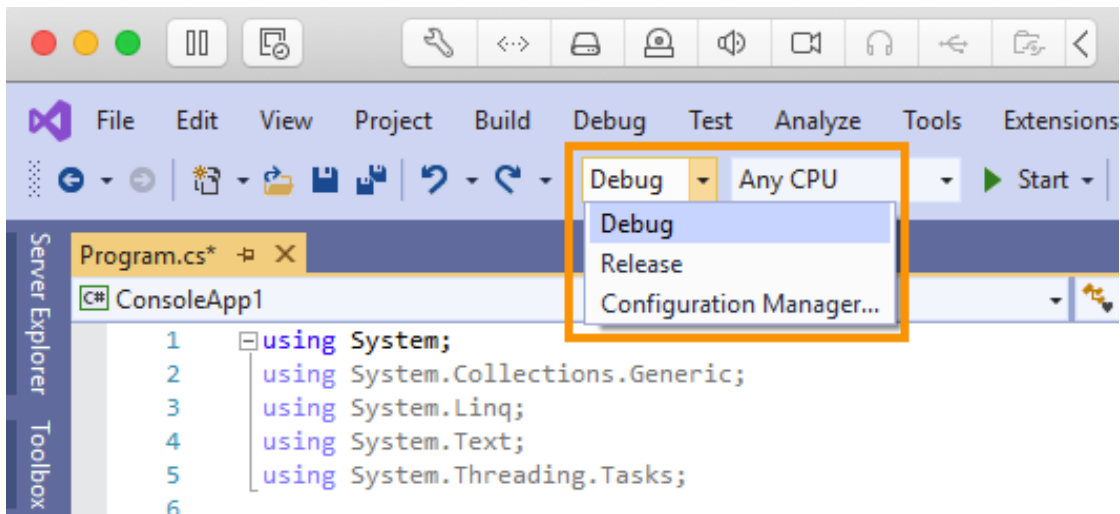 File Edit View Project Build Debug Test Analyze Tools Extensions
Debug Any CPU Start
Debug
Release
Configuration Manager...
Server Explorer
Toolbox
Program.cs*
C# ConsoleApp1
1 using System;
2 using System.Collections.Generic;
3 using System.Linq;
4 using System.Text;
5 using System.Threading.Tasks;
6